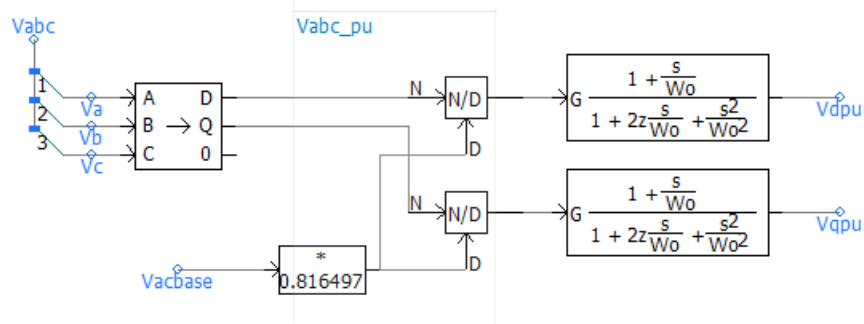 Vabc
Vabc_pu
1
2
3
Va
Vb
Vc
A
B
C
D
Q
0
N
N/D
D
G
1 + s/Wo
1 + 2z s/Wo + s²/Wo²
Vdpu
N
N/D
D
G
1 + s/Wo
1 + 2z s/Wo + s²/Wo²
Vqpu
Vacbase
*
0.816497